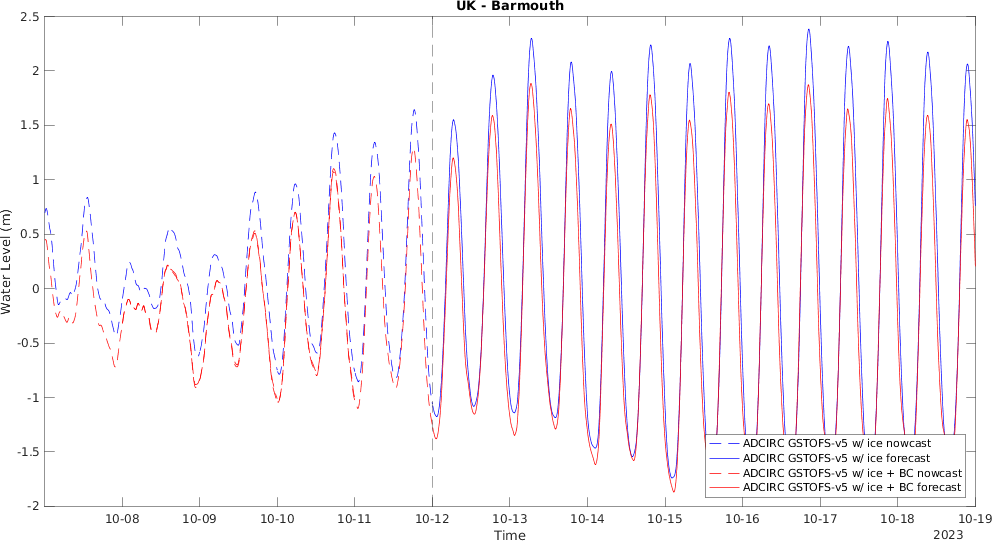 UK - Barmouth
Water Level (m)
2.5
2
1.5
1
0.5
0
-0.5
-1
-1.5
-2
ADCIRC GSTOFS-v5 w/ ice nowcast
ADCIRC GSTOFS-v5 w/ ice forecast
ADCIRC GSTOFS-v5 w/ ice + BC nowcast
ADCIRC GSTOFS-v5 w/ ice + BC forecast
10-08 10-09 10-10 10-11 10-12 10-13 10-14 10-15 10-16 10-17 10-18 10-19
Time
2023